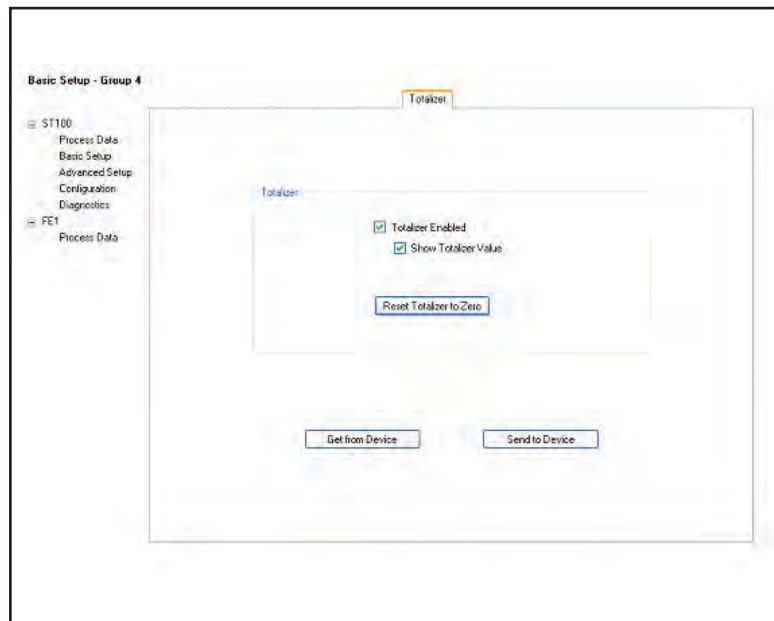 Basic Setup - Group 4
Totalizer
ST100
Process Data
Basic Setup
Advanced Setup
Configuration
Diagnostics
FE1
Process Data
Totalizer
Totalizer Enabled
Show Totalizer Value
Reset Totalizer to Zero
Get from Device
Send to Device